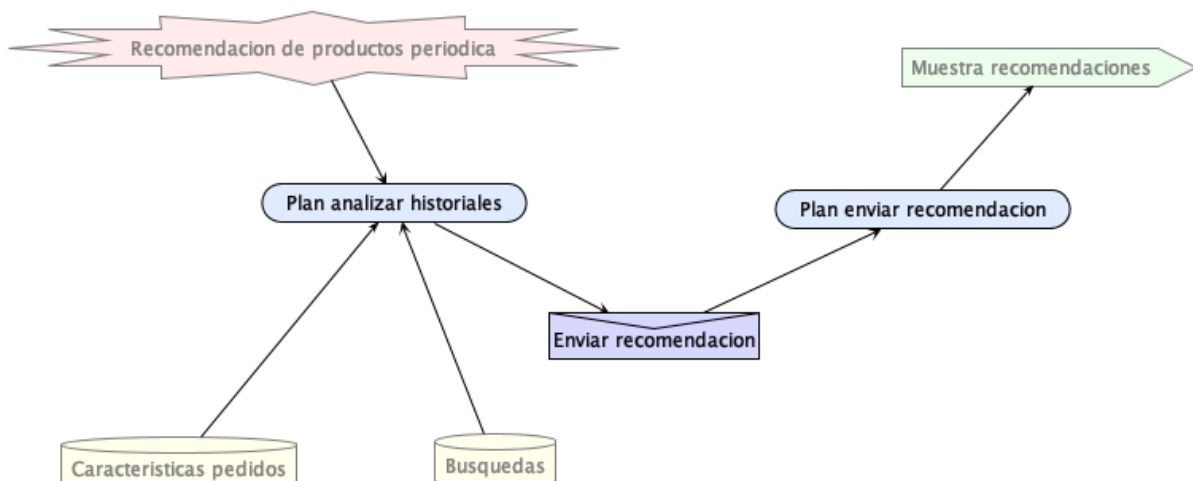 Recomendacion de productos periodica
Muestra recomendaciones
Plan analizar historiales
Plan enviar recomendacion
Enviar recomendacion
Caracteristicas pedidos
Busquedas